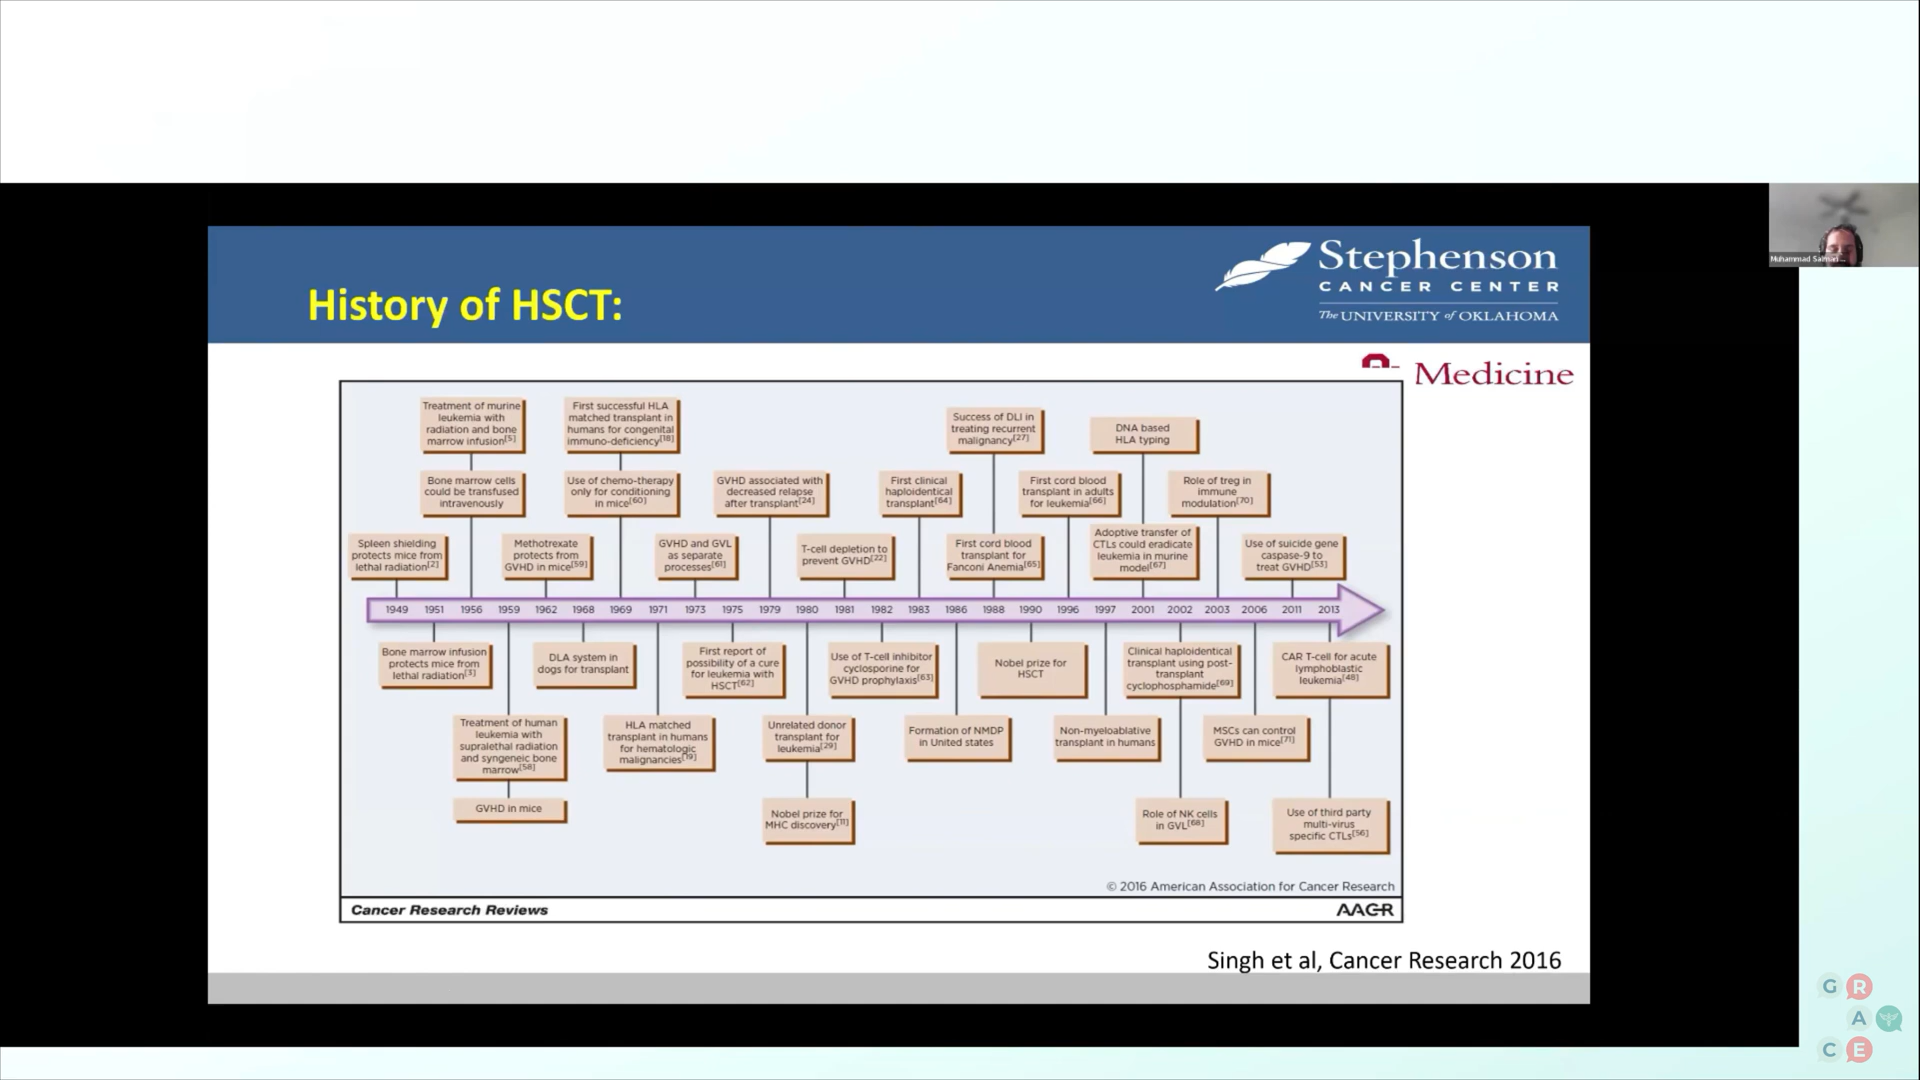 Muhammad Salman ...
Stephenson
CANCER CENTER
The UNIVERSITY of OKLAHOMA
History of HSCT:
Medicine
Treatment of murine
leukemia with
radiation and bone
marrow infusion[5]
First successful HLA
matched transplant in
humans for congenital
immuno-deficiency[18]
Success of DLI in
treating recurrent
malignancy[27]
DNA based
HLA typing
Bone marrow cells
could be transfused
intravenously
Use of chemo-therapy
only for conditioning
in mice[60]
GVHD associated with
decreased relapse
after transplant[24]
First clinical
haploidentical
transplant[64]
First cord blood
transplant in adults
for leukemia[66]
Role of treg in
immune
modulation[70]
Spleen shielding
protects mice from
lethal radiation[2]
Methotrexate
protects from
GVHD in mice[59]
GVHD and GVL
as separate
processes[61]
T-cell depletion to
prevent GVHD[22]
First cord blood
transplant for
Fanconi Anemia[65]
Adoptive transfer of
CTLs could eradicate
leukemia in murine
model[67]
Use of suicide gene
caspase-9 to
treat GVHD[53]
1949 1951 1956 1959 1962 1968 1969 1971 1973 1975 1979 1980 1981 1982 1983 1986 1988 1990 1996 1997 2001 2002 2003 2006 2011 2013
Bone marrow infusion
protects mice from
lethal radiation[3]
DLA system in
dogs for transplant
First report of
possibility of a cure
for leukemia with
HSCT[62]
Use of T-cell inhibitor
cyclosporine for
GVHD prophylaxis[63]
Nobel prize for
HSCT
Clinical haploidentical
transplant using post-
transplant
cyclophosphamide[69]
CAR T-cell for acute
lymphoblastic
leukemia[48]
Treatment of human
leukemia with
supralethal radiation
and syngeneic bone
marrow[58]
HLA matched
transplant in humans
for hematologic
malignancies[19]
Unrelated donor
transplant for
leukemia[29]
Formation of NMDP
in United states
Non-myeloablative
transplant in humans
MSCs can control
GVHD in mice[71]
GVHD in mice
Nobel prize for
MHC discovery[11]
Role of NK cells
in GVL[68]
Use of third party
multi-virus
specific CTLs[56]
© 2016 American Association for Cancer Research
Cancer Research Reviews
AACR
Singh et al, Cancer Research 2016
G R
A
C E